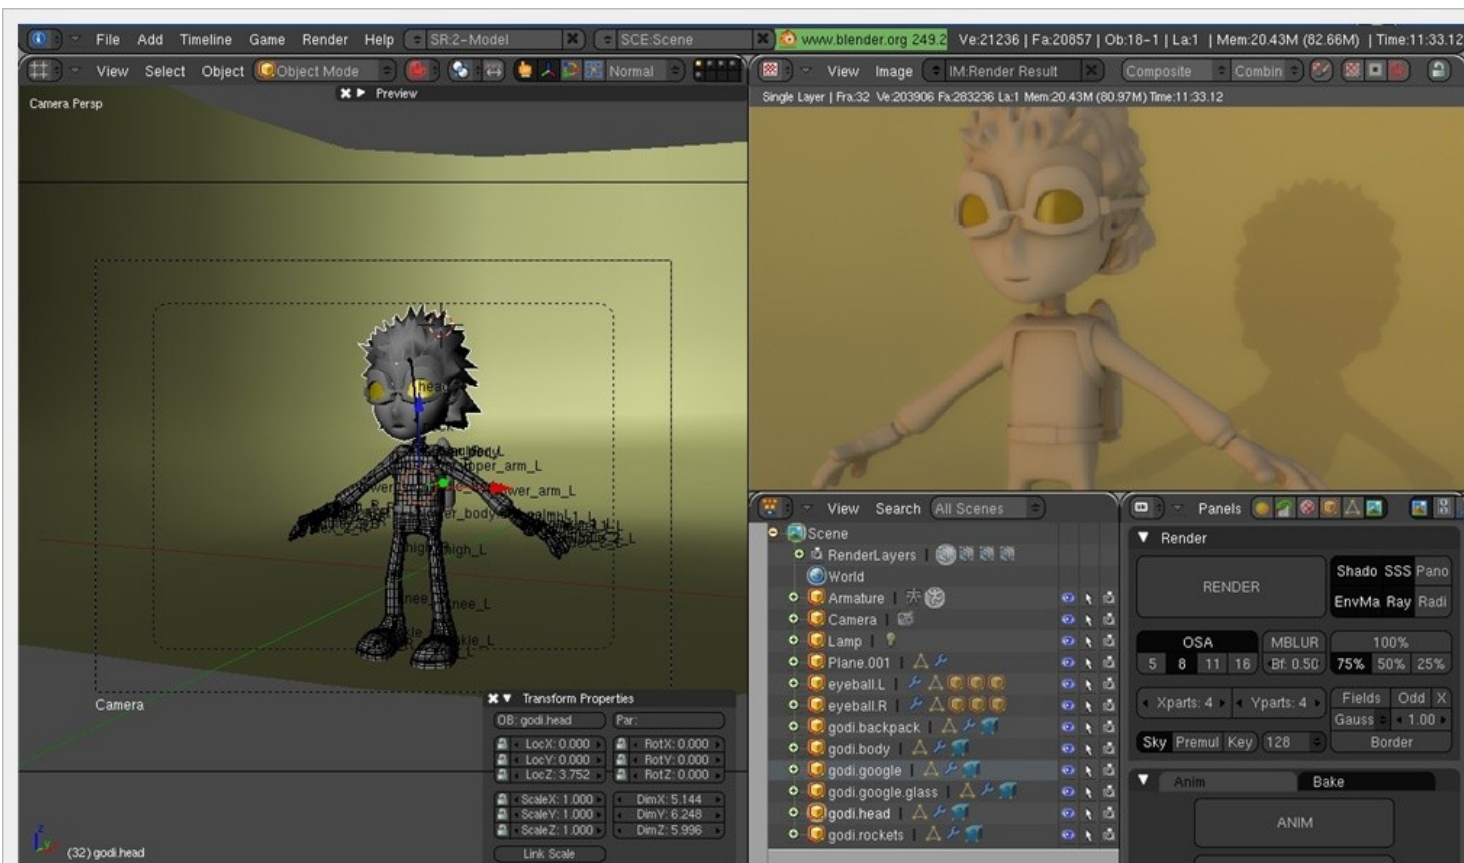 File Add Timeline Game Render Help SR:2-Model SCE:Scene www.blender.org 249.2 Ve:21236 | Fa:20857 | Ob:18-1 | La:1 | Mem:20.43M (82.66M) | Time:11:33.12
View Select Object Object Mode Normal
Preview
Camera Persp
head
upper_arm_L
lower_arm_L
thigh_L
knee_L
Camera
(32) godi.head
Transform Properties
OB: godi.head Par:
LocX: 0.000 RotX: 0.000
LocY: 0.000 RotY: 0.000
LocZ: 3.752 RotZ: 0.000
ScaleX: 1.000 DimX: 5.144
ScaleY: 1.000 DimY: 6.248
ScaleZ: 1.000 DimZ: 5.996
Link Scale
View Image IM:Render Result Composite Combin
Single Layer | Fra:32 Ve:203906 Fa:283236 La:1 Mem:20.43M (80.97M) Time:11:33.12
View Search All Scenes
Scene
RenderLayers
World
Armature
Camera
Lamp
Plane.001
eyeball.L
eyeball.R
godi.backpack
godi.body
godi.google
godi.google.glass
godi.head
godi.rockets
Panels
Render
RENDER
Shado SSS Pano
EnvMa Ray Radi
OSA MBLUR 100%
5 8 11 16 Bf: 0.50 75% 50% 25%
Xparts: 4 Yparts: 4 Fields Odd X
Gauss 1.00
Sky Premul Key 128 Border
Anim Bake
ANIM